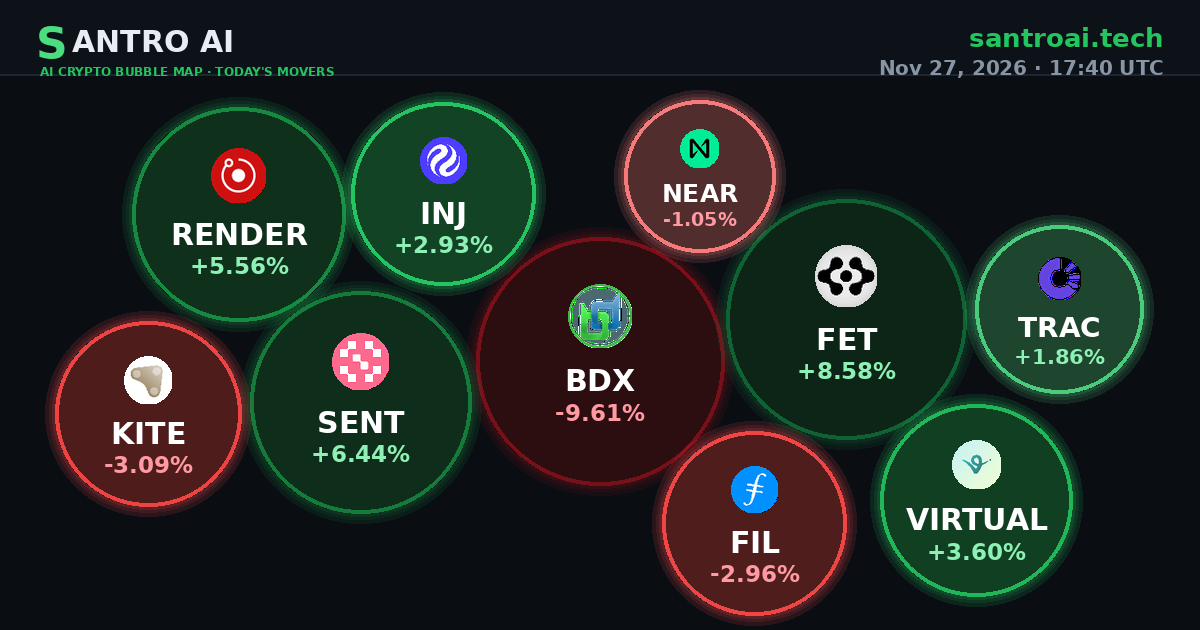 SANTRO AI
AI CRYPTO BUBBLE MAP · TODAY'S MOVERS
santroai.tech
Nov 27, 2026 · 17:40 UTC
RENDER
+5.56%
INJ
+2.93%
NEAR
-1.05%
FET
+8.58%
TRAC
+1.86%
KITE
-3.09%
SENT
+6.44%
BDX
-9.61%
FIL
-2.96%
VIRTUAL
+3.60%